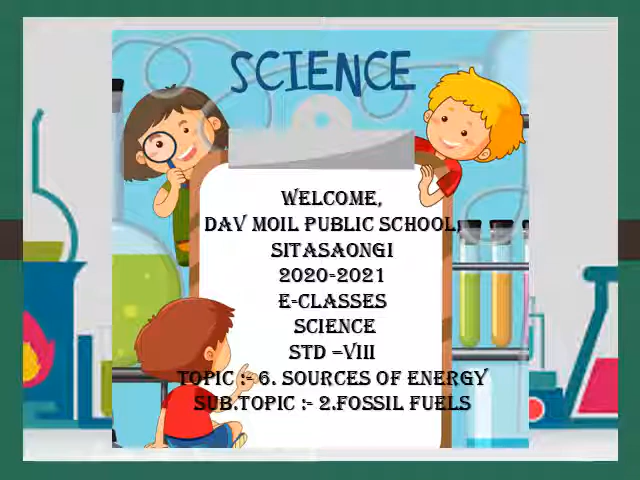 SCIENCE
WELCOME,
DAV MOIL PUBLIC SCHOOL,
SITASAONGI
2020-2021
E-CLASSES
SCIENCE
STD –VIII
TOPIC :- 6. SOURCES OF ENERGY
SUB.TOPIC :- 2.FOSSIL FUELS